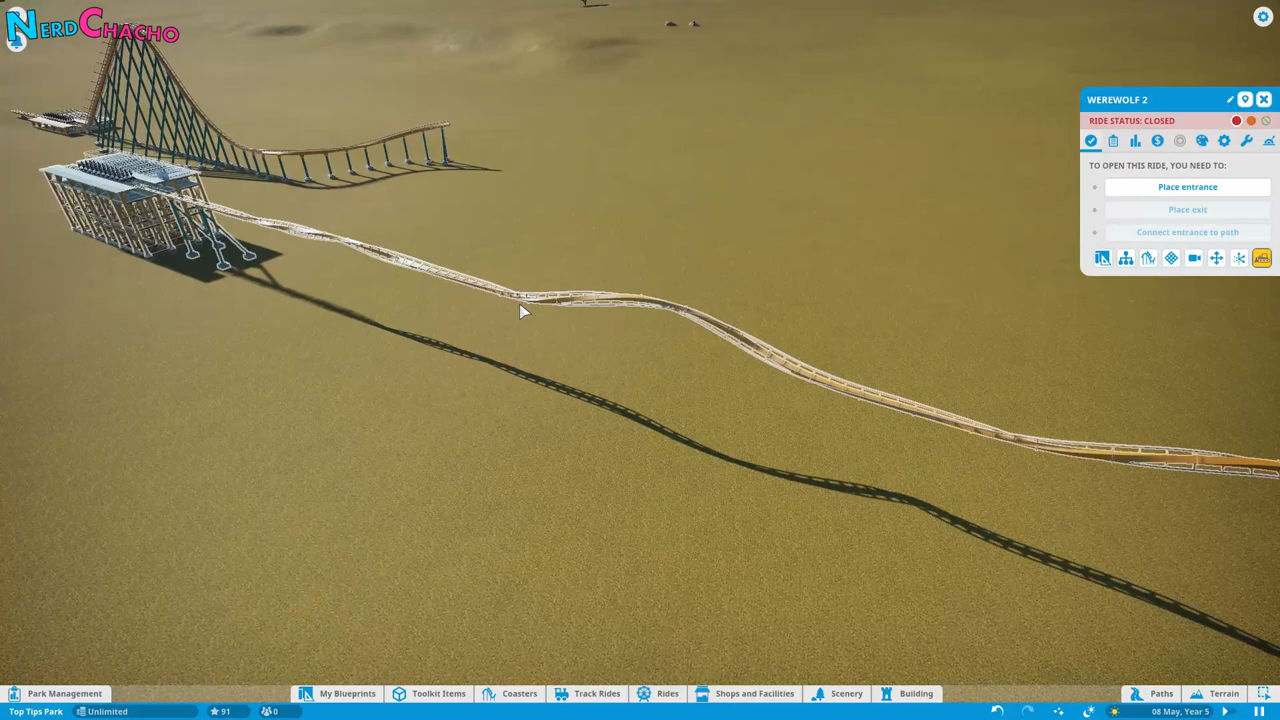 NERDCHACHO
WEREWOLF 2
RIDE STATUS: CLOSED
TO OPEN THIS RIDE, YOU NEED TO:
Place entrance
Place exit
Connect entrance to path
Park Management
My Blueprints
Toolkit Items
Coasters
Track Rides
Rides
Shops and Facilities
Scenery
Building
Paths
Terrain
Top Tips Park
Unlimited
91
0
08 May, Year 5